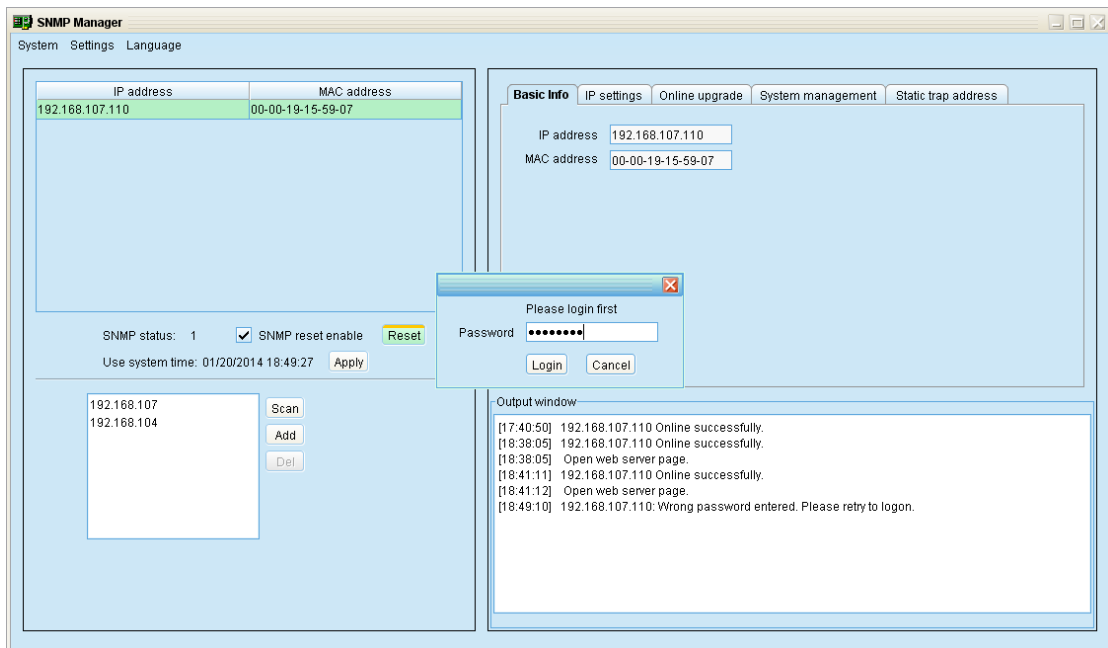 SNMP Manager
System Settings Language
IP address MAC address
192.168.107.110 00-00-19-15-59-07
SNMP status: 1 SNMP reset enable Reset
Use system time: 01/20/2014 18:49:27 Apply
192.168.107
192.168.104
Scan
Add
Del
Basic Info IP settings Online upgrade System management Static trap address
IP address 192.168.107.110
MAC address 00-00-19-15-59-07
Please login first
Password ••••••••
Login Cancel
Output window
[17:40:50] 192.168.107.110 Online successfully.
[18:38:05] 192.168.107.110 Online successfully.
[18:38:05] Open web server page.
[18:41:11] 192.168.107.110 Online successfully.
[18:41:12] Open web server page.
[18:49:10] 192.168.107.110: Wrong password entered. Please retry to logon.